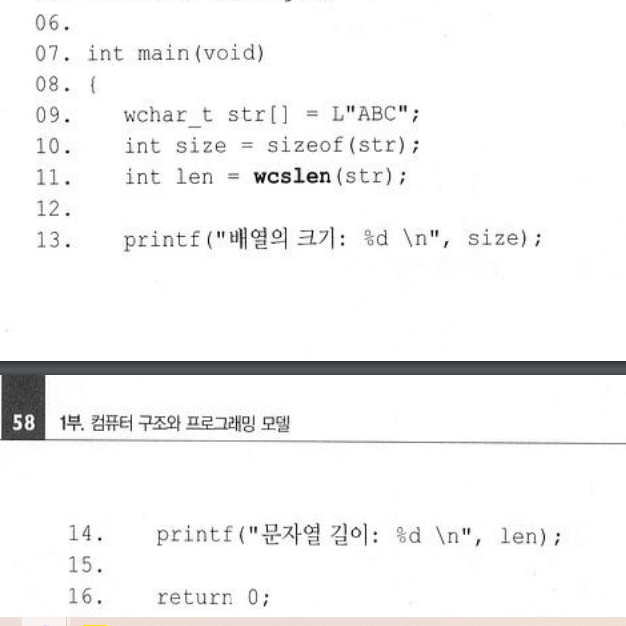 06.
07. int main(void)
08. {
09. wchar_t str[] = L"ABC";
10. int size = sizeof(str);
11. int len = wcslen(str);
12.
13. printf("배열의 크기: %d \n", size);
58 1부. 컴퓨터 구조와 프로그래밍 모델
14. printf("문자열 길이: %d \n", len);
15.
16. return 0;